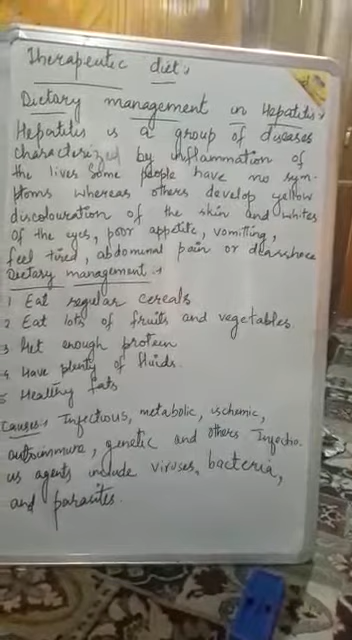 Therapeutic diet:
Dietary management in Hepatitis:
Hepatitis is a group of diseases
characterized by inflammation of
the lives Some people have no sym-
ptoms whereas others develop yellow
discolouration of the skin and whites
of the eyes, poor appetite, vomitting,
feel tired, abdominal pain or diarrhoea
Dietary management:
1 Eat regular cereals
2 Eat lots of fruits and vegetables.
3 Get enough protein
4 Have plenty of fluids.
5 Healthy fats
Causes: Infectious, metabolic, ischemic,
autoimmune, genetic and others Infectio.
us agents include viruses, bacteria,
and parasites.